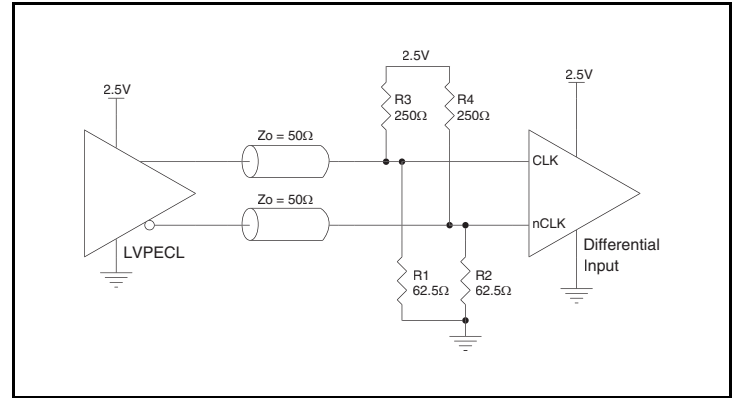 2.5V
2.5V
2.5V
R3
250Ω
R4
250Ω
Zo = 50Ω
CLK
Zo = 50Ω
nCLK
LVPECL
Differential
Input
R1
62.5Ω
R2
62.5Ω